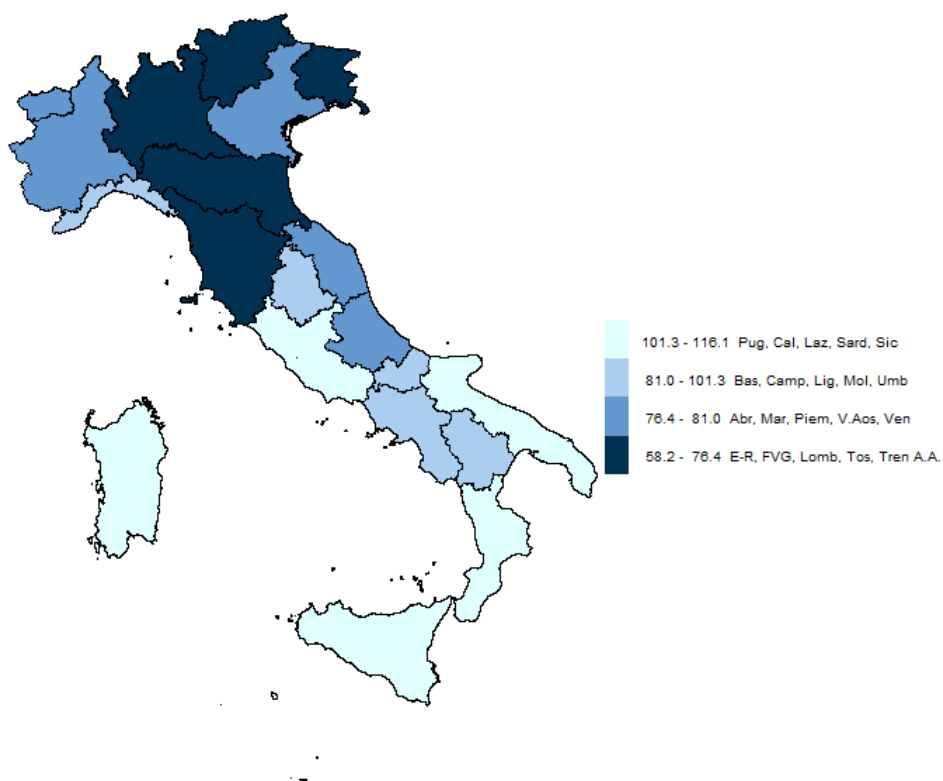 101.3 - 116.1 Pug, Cal, Laz, Sard, Sic
81.0 - 101.3 Bas, Camp, Lig, Mol, Umb
76.4 - 81.0 Abr, Mar, Piem, V.Aos, Ven
58.2 - 76.4 E-R, FVG, Lomb, Tos, Tren A.A.